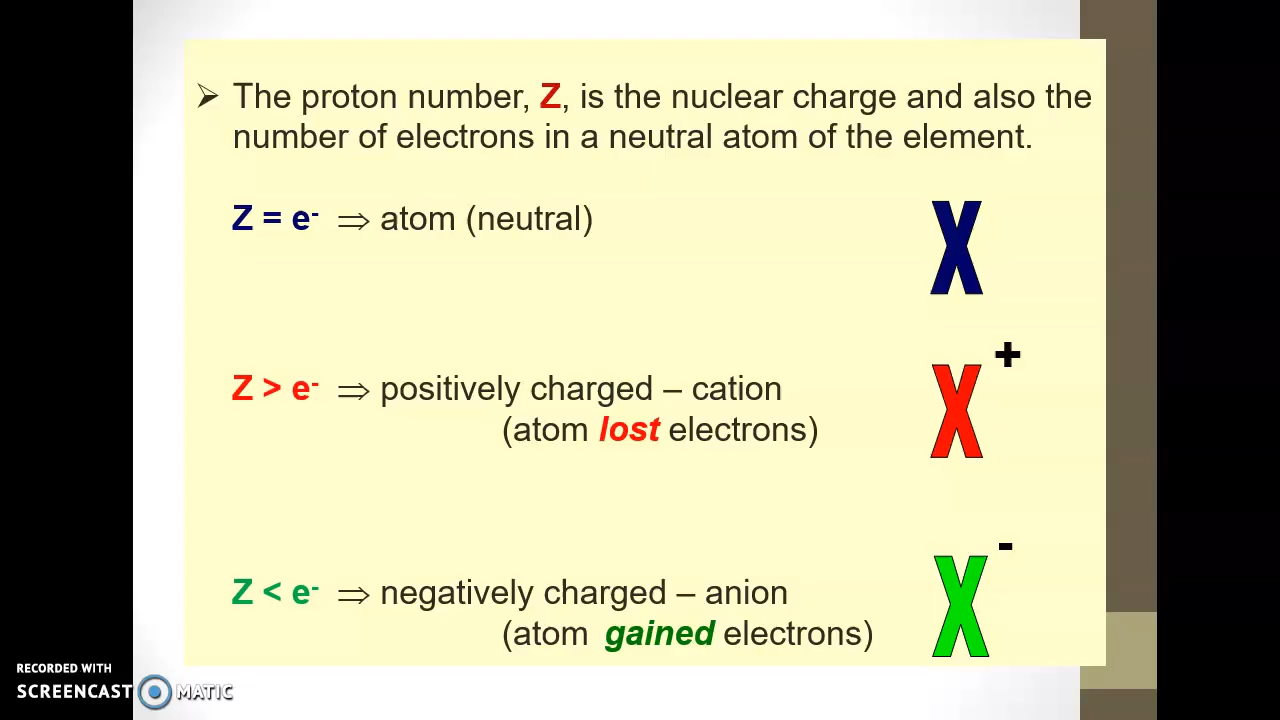 ➢ The proton number, Z, is the nuclear charge and also the
number of electrons in a neutral atom of the element.
Z = e⁻ ⇒ atom (neutral)
X
Z > e⁻ ⇒ positively charged – cation
(atom lost electrons)
X⁺
Z < e⁻ ⇒ negatively charged – anion
(atom gained electrons)
X⁻
RECORDED WITH
SCREENCAST MATIC